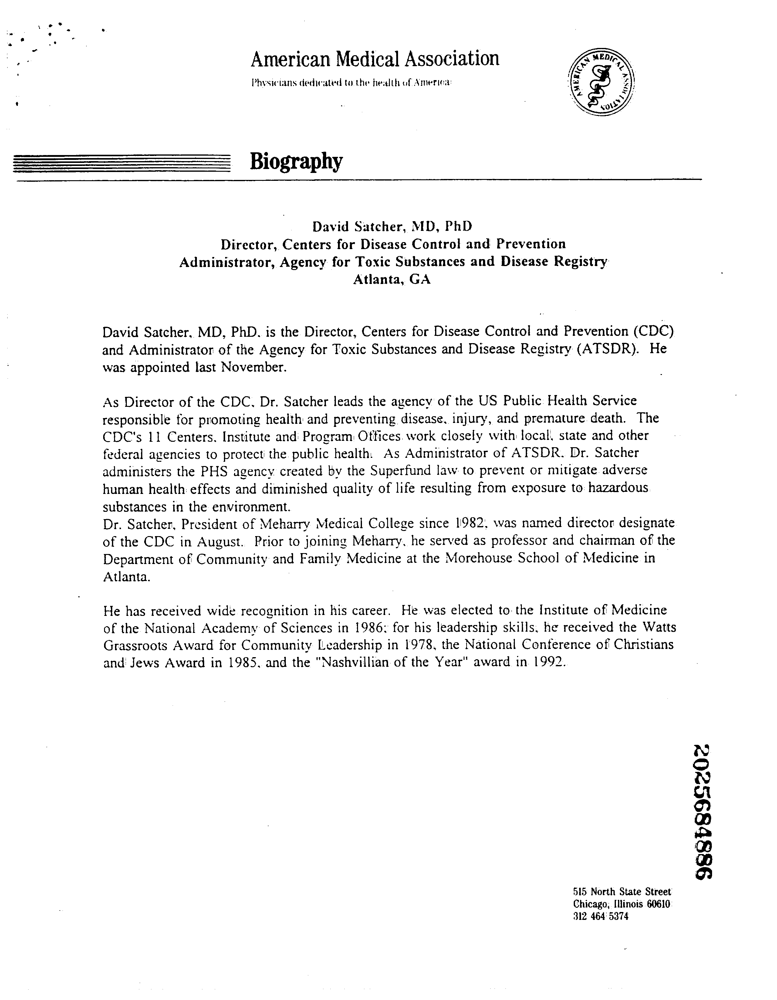 American Medical Association
Physicians dedicated to the health of America
AMERICAN MEDICAL ASSOCIATION
Biography
David Satcher, MD, PhD
Director, Centers for Disease Control and Prevention
Administrator, Agency for Toxic Substances and Disease Registry
Atlanta, GA
David Satcher, MD, PhD. is the Director, Centers for Disease Control and Prevention (CDC)
and Administrator of the Agency for Toxic Substances and Disease Registry (ATSDR). He
was appointed last November.
As Director of the CDC, Dr. Satcher leads the agency of the US Public Health Service
responsible for promoting health and preventing disease, injury, and premature death. The
CDC's 11 Centers, Institute and Program Offices work closely with local, state and other
federal agencies to protect the public health. As Administrator of ATSDR, Dr. Satcher
administers the PHS agency created by the Superfund law to prevent or mitigate adverse
human health effects and diminished quality of life resulting from exposure to hazardous
substances in the environment.
Dr. Satcher, President of Meharry Medical College since 1982, was named director designate
of the CDC in August. Prior to joining Meharry, he served as professor and chairman of the
Department of Community and Family Medicine at the Morehouse School of Medicine in
Atlanta.
He has received wide recognition in his career. He was elected to the Institute of Medicine
of the National Academy of Sciences in 1986; for his leadership skills, he received the Watts
Grassroots Award for Community Leadership in 1978, the National Conference of Christians
and Jews Award in 1985, and the "Nashvillian of the Year" award in 1992.
2025684886
515 North State Street
Chicago, Illinois 60610
312 464 5374